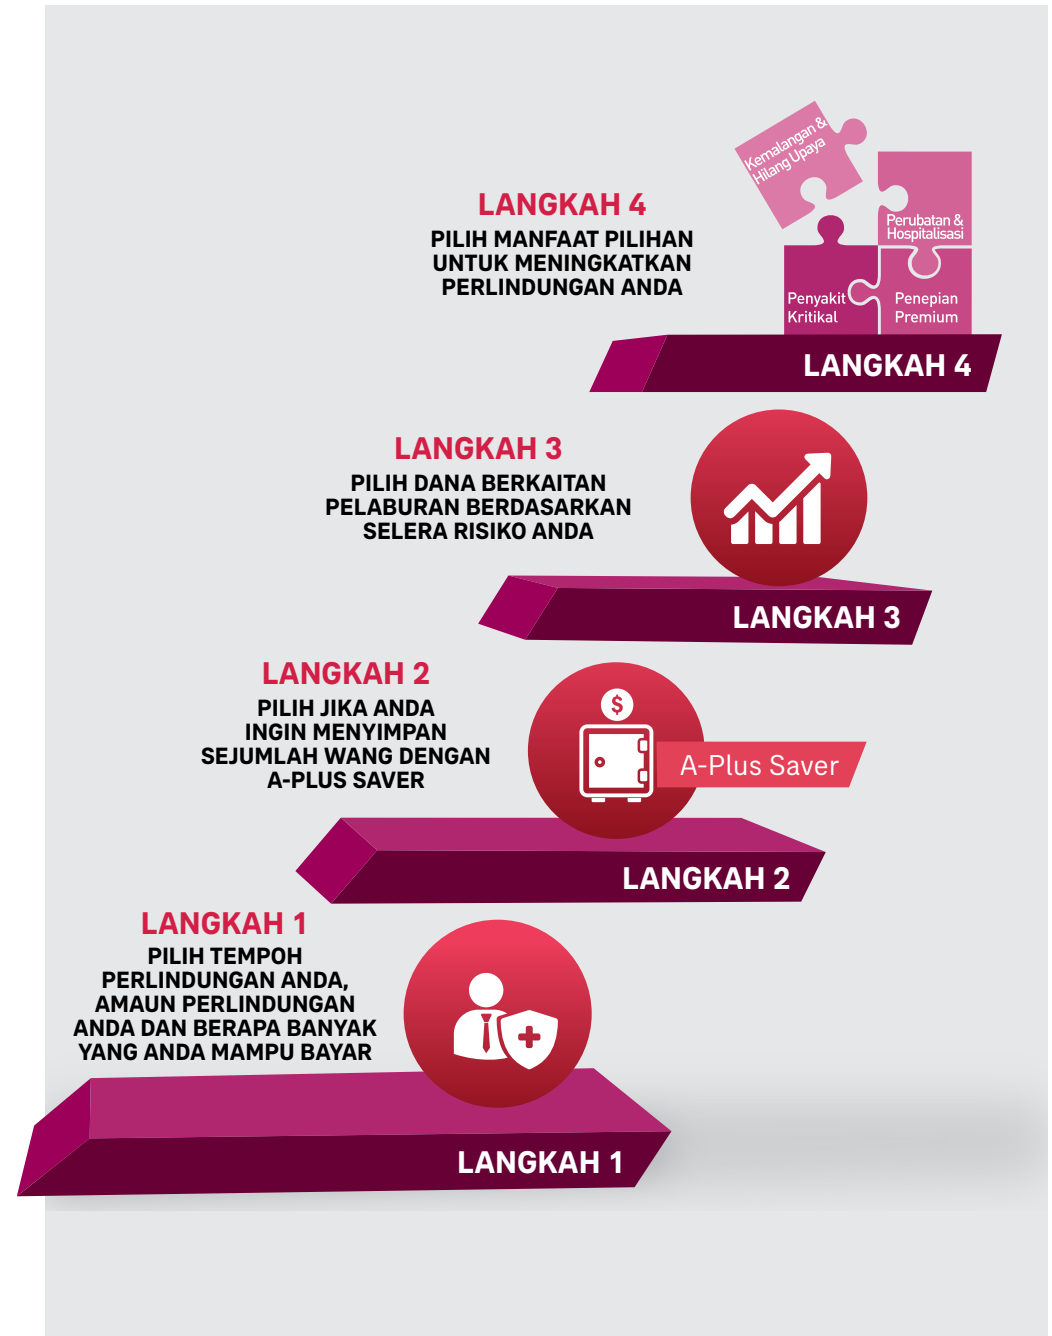 LANGKAH 4
PILIH MANFAAT PILIHAN
UNTUK MENINGKATKAN
PERLINDUNGAN ANDA
Kemalangan &
Hilang Upaya
Perubatan &
Hospitalisasi
Penyakit
Kritikal
Penepian
Premium
LANGKAH 4
LANGKAH 3
PILIH DANA BERKAITAN
PELABURAN BERDASARKAN
SELERA RISIKO ANDA
LANGKAH 3
LANGKAH 2
PILIH JIKA ANDA
INGIN MENYIMPAN
SEJUMLAH WANG DENGAN
A-PLUS SAVER
$
A-Plus Saver
LANGKAH 2
LANGKAH 1
PILIH TEMPOH
PERLINDUNGAN ANDA,
AMAUN PERLINDUNGAN
ANDA DAN BERAPA BANYAK
YANG ANDA MAMPU BAYAR
LANGKAH 1